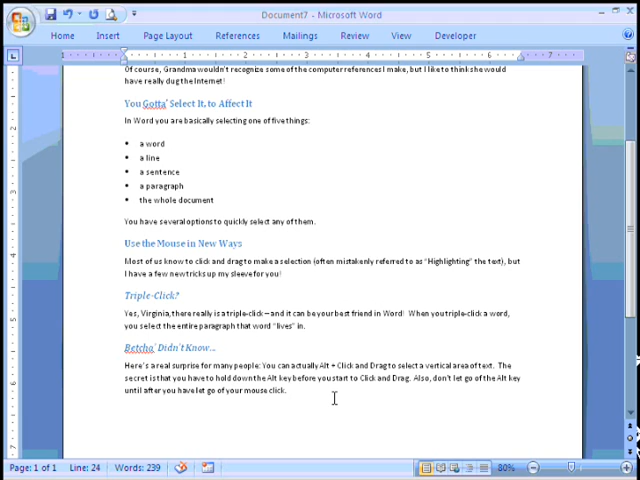 Document7 - Microsoft Word
Home Insert Page Layout References Mailings Review View Developer
1 1 2 3 4 5 6 7
Of course, Grandma wouldn't recognize some of the computer references I make, but I like to think she would
have really dug the Internet!
You Gotta' Select It, to Affect It
In Word you are basically selecting one of five things:
• a word
• a line
• a sentence
• a paragraph
• the whole document
You have several options to quickly select any of them.
Use the Mouse in New Ways
Most of us know to click and drag to make a selection (often mistakenly referred to as "Highlighting" the text), but
I have a few new tricks up my sleeve for you!
Triple-Click?
Yes, Virginia, there really is a triple-click – and it can be your best friend in Word! When you triple-click a word,
you select the entire paragraph that word "lives" in.
Betcha' Didn't Know...
Here's a real surprise for many people: You can actually Alt + Click and Drag to select a vertical area of text. The
secret is that you have to hold down the Alt key before you start to Click and Drag. Also, don't let go of the Alt key
until after you have let go of your mouse click.
Page: 1 of 1 Line: 24 Words: 239 80%